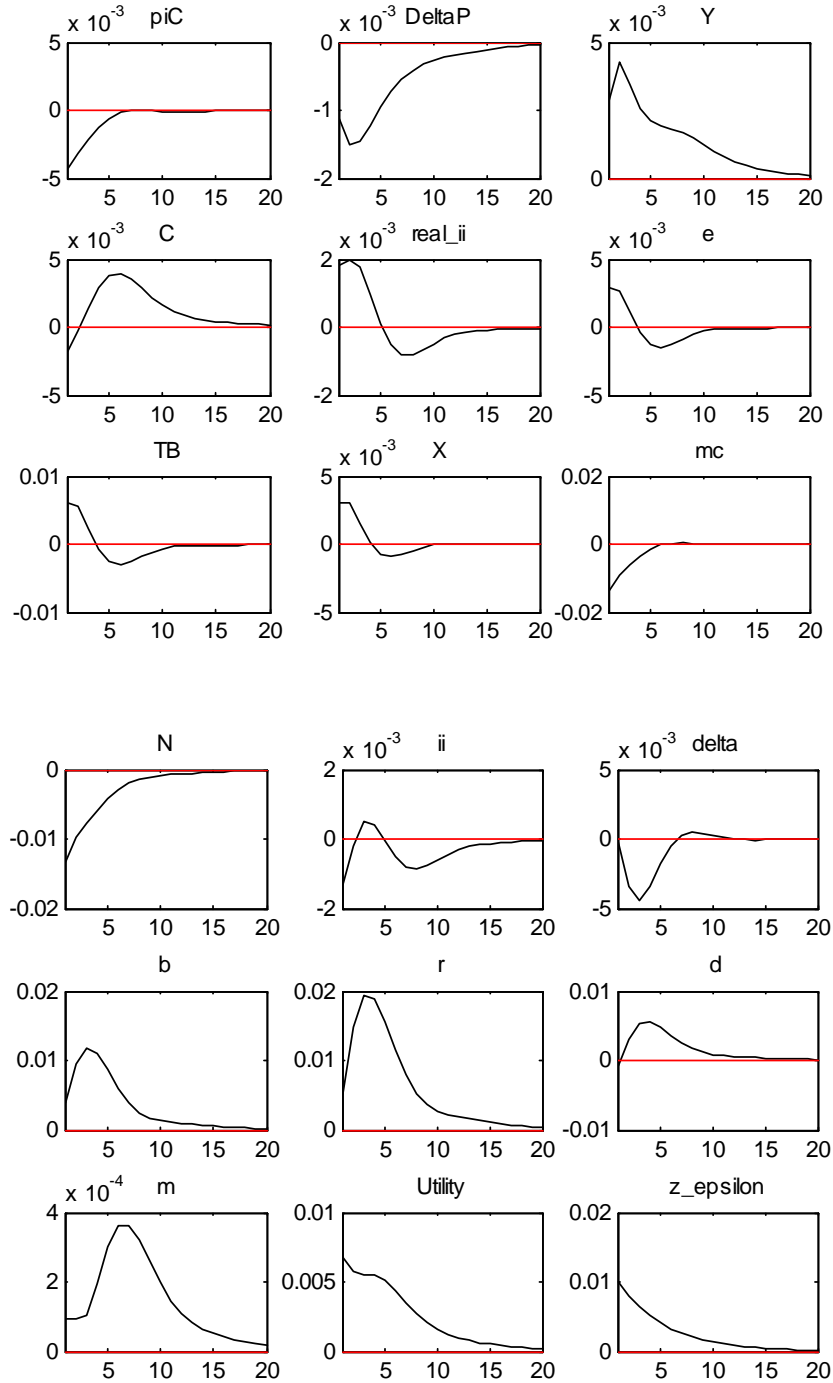 x 10-3 piC x 10-3 DeltaP x 10-3 Y
5 0 5
0 -1
-5 -2 0
5 10 15 20 5 10 15 20 5 10 15 20
x 10-3 C x 10-3 real_ii x 10-3 e
5 2 5
0 0 0
-5 -2 -5
5 10 15 20 5 10 15 20 5 10 15 20
TB x 10-3 X mc
0.01 5 0.02
0 0 0
-0.01 -5 -0.02
5 10 15 20 5 10 15 20 5 10 15 20
N x 10-3 ii x 10-3 delta
0 2 5
-0.01 0 0
-0.02 -2 -5
5 10 15 20 5 10 15 20 5 10 15 20
b r d
0.02 0.02 0.01
0.01 0.01 0
0 0 -0.01
5 10 15 20 5 10 15 20 5 10 15 20
x 10-4 m Utility z_epsilon
4 0.01 0.02
2 0.005 0.01
0 0 0
5 10 15 20 5 10 15 20 5 10 15 20